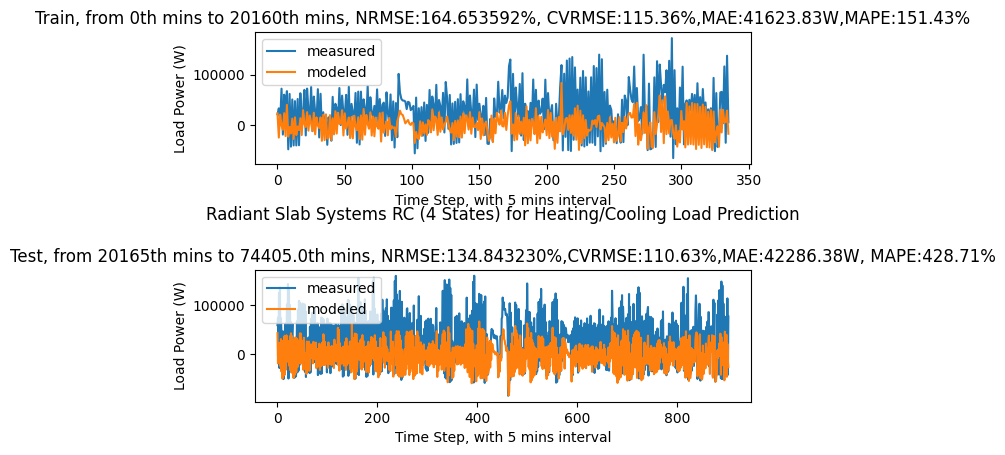 Train, from 0th mins to 20160th mins, NRMSE:164.653592%, CVRMSE:115.36%,MAE:41623.83W,MAPE:151.43%
measured
modeled
Load Power (W)
100000
0
0
50
100
150
200
250
300
350
Time Step, with 5 mins interval
Radiant Slab Systems RC (4 States) for Heating/Cooling Load Prediction
Test, from 20165th mins to 74405.0th mins, NRMSE:134.843230%,CVRMSE:110.63%,MAE:42286.38W, MAPE:428.71%
measured
modeled
Load Power (W)
100000
0
0
200
400
600
800
Time Step, with 5 mins interval